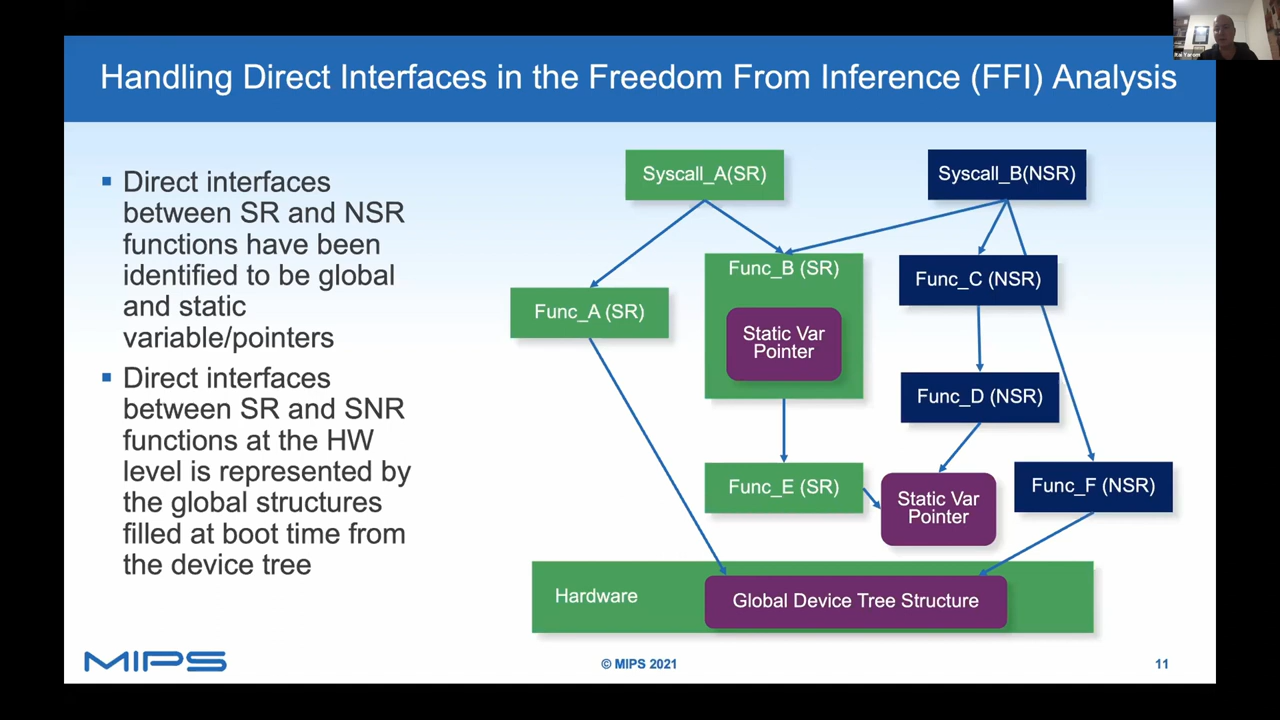 Handling Direct Interfaces in the Freedom From Inference (FFI) Analysis
Direct interfaces
between SR and NSR
functions have been
identified to be global
and static
variable/pointers
Direct interfaces
between SR and SNR
functions at the HW
level is represented by
the global structures
filled at boot time from
the device tree
Syscall_A(SR)
Syscall_B(NSR)
Func_B (SR)
Static Var
Pointer
Func_C (NSR)
Func_A (SR)
Func_D (NSR)
Func_E (SR)
Static Var
Pointer
Func_F (NSR)
Hardware
Global Device Tree Structure
MIPS
© MIPS 2021
11